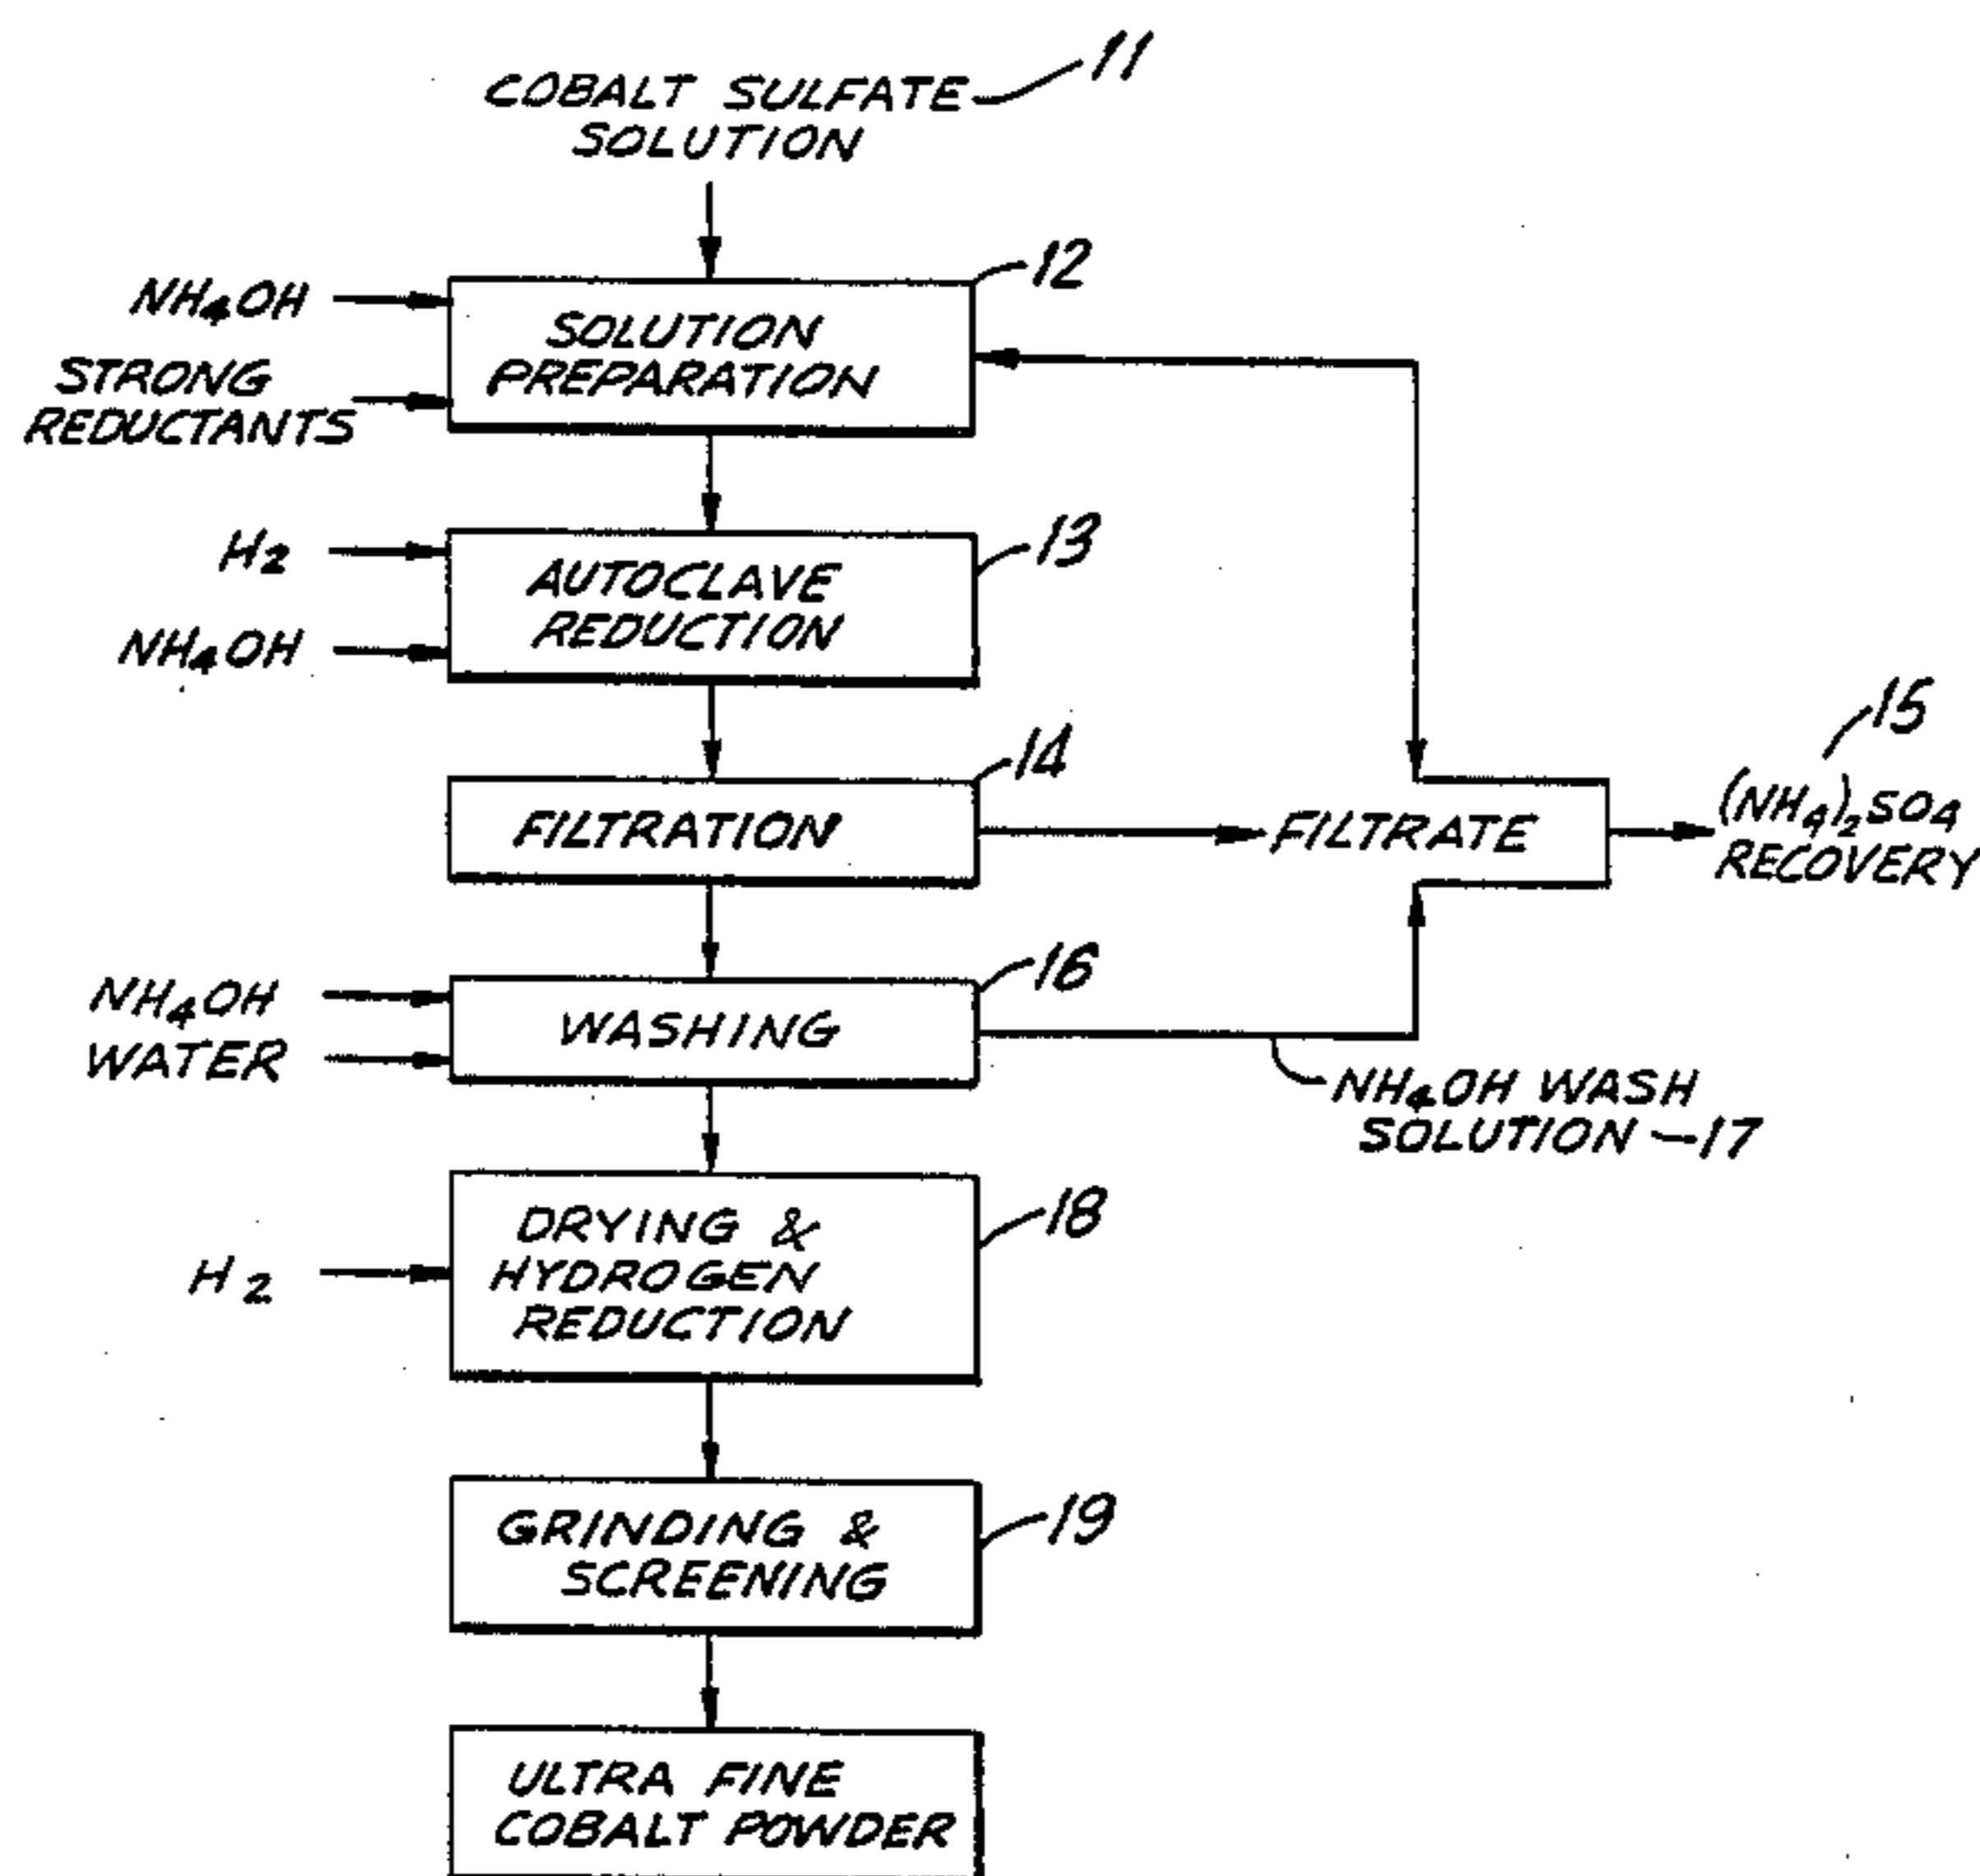 COBALT SULFATE 11
SOLUTION
12
NH4OH
SOLUTION
PREPARATION
STRONG
REDUCTANTS
13
H2
AUTOCLAVE
REDUCTION
NH4OH
14
FILTRATION
FILTRATE
15
(NH4)2SO4
RECOVERY
16
NH4OH
WATER
WASHING
NH4OH WASH
SOLUTION 17
18
H2
DRYING &
HYDROGEN
REDUCTION
19
GRINDING &
SCREENING
ULTRA FINE
COBALT POWDER